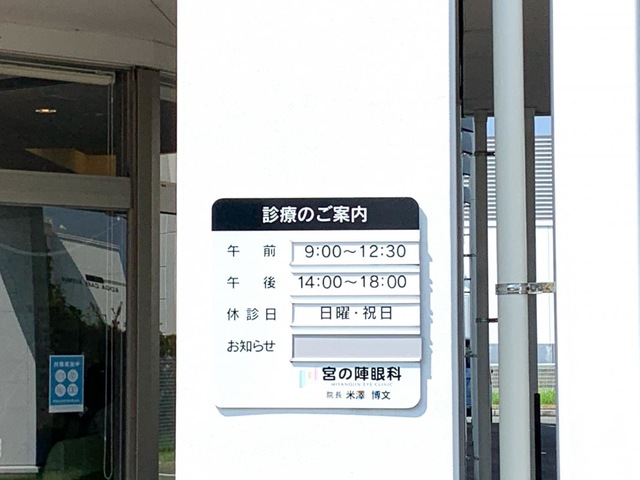 診療のご案内
午前 9:00～12:30
午後 14:00～18:00
休診日 日曜・祝日
お知らせ
宮の陣眼科
MIYANOJIN EYE CLINIC
院長 米澤 博文